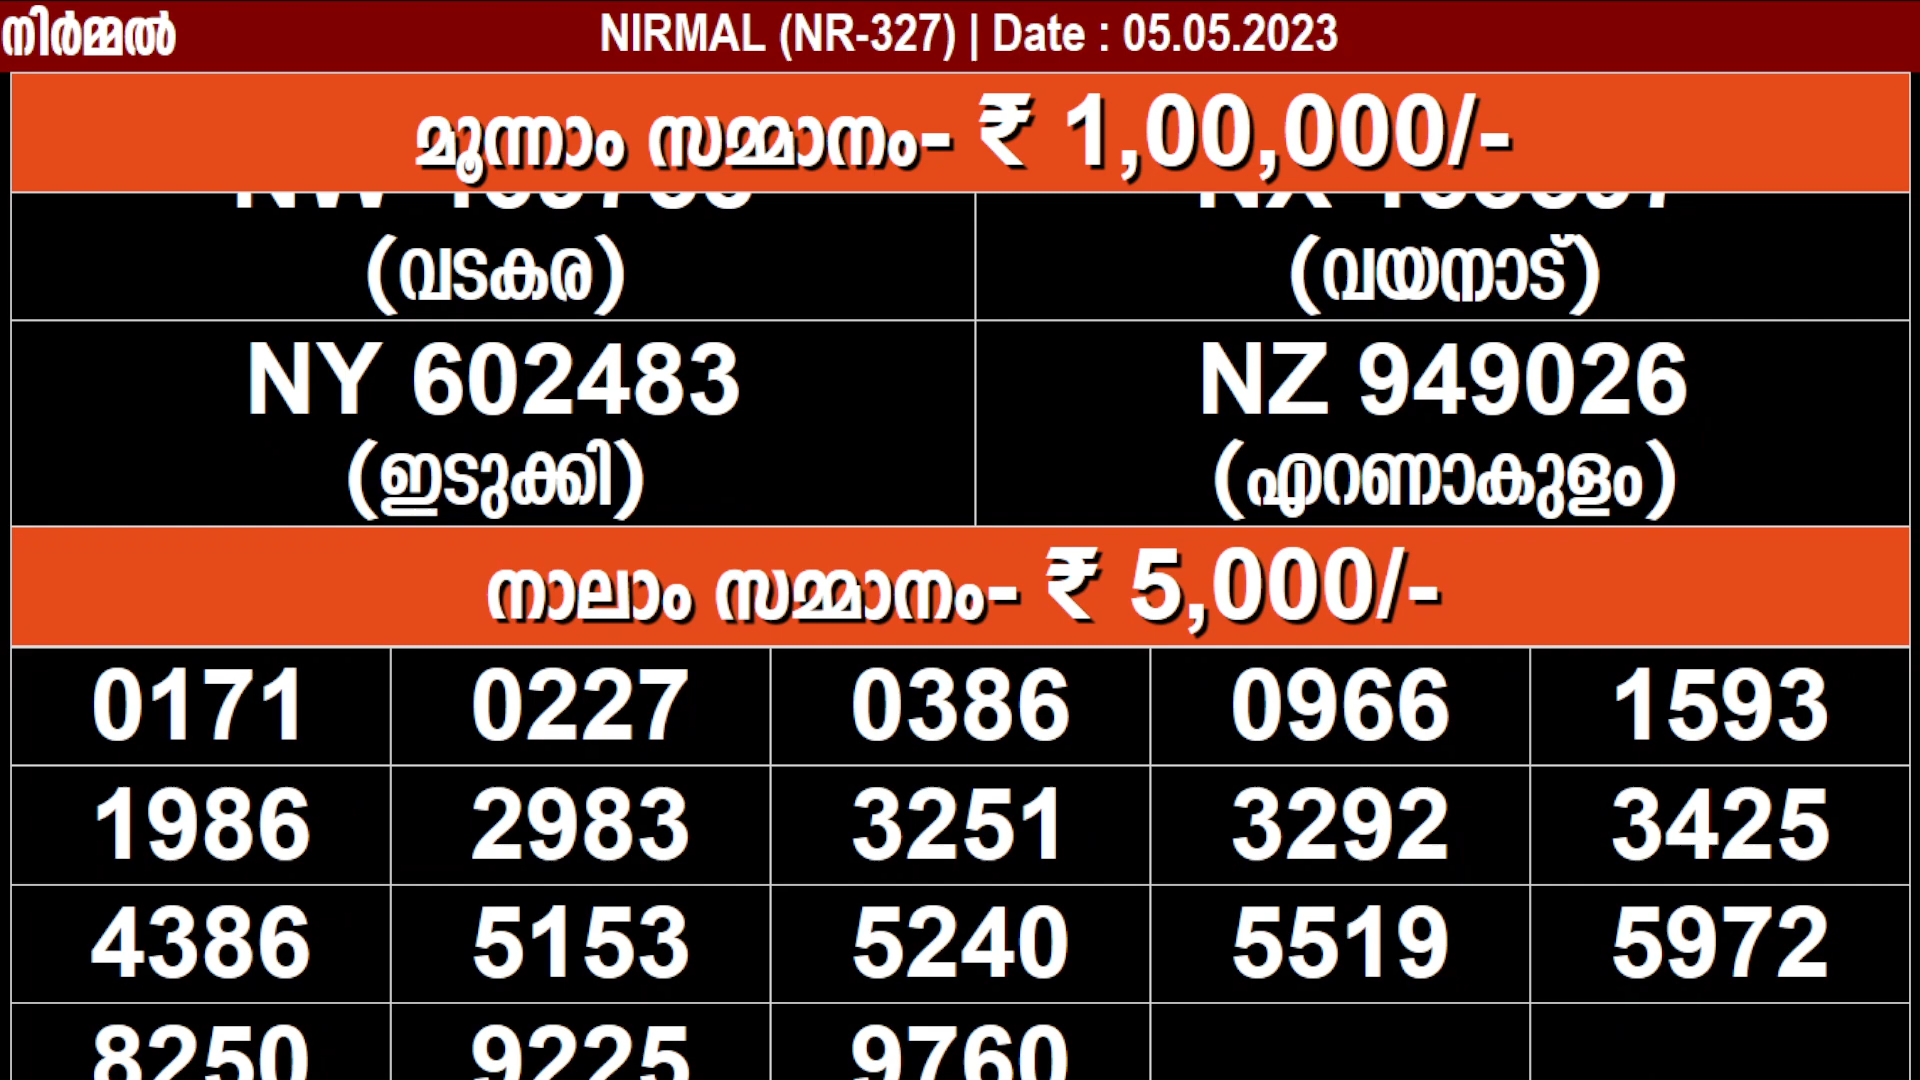 നിർമ്മൽ NIRMAL (NR-327) | Date : 05.05.2023
മൂന്നാം സമ്മാനം- ₹ 1,00,000/-
(വടകര) (വയനാട്)
NY 602483 NZ 949026
(ഇടുക്കി) (എറണാകുളം)
നാലാം സമ്മാനം- ₹ 5,000/-
0171 0227 0386 0966 1593
1986 2983 3251 3292 3425
4386 5153 5240 5519 5972
8250 9225 9760